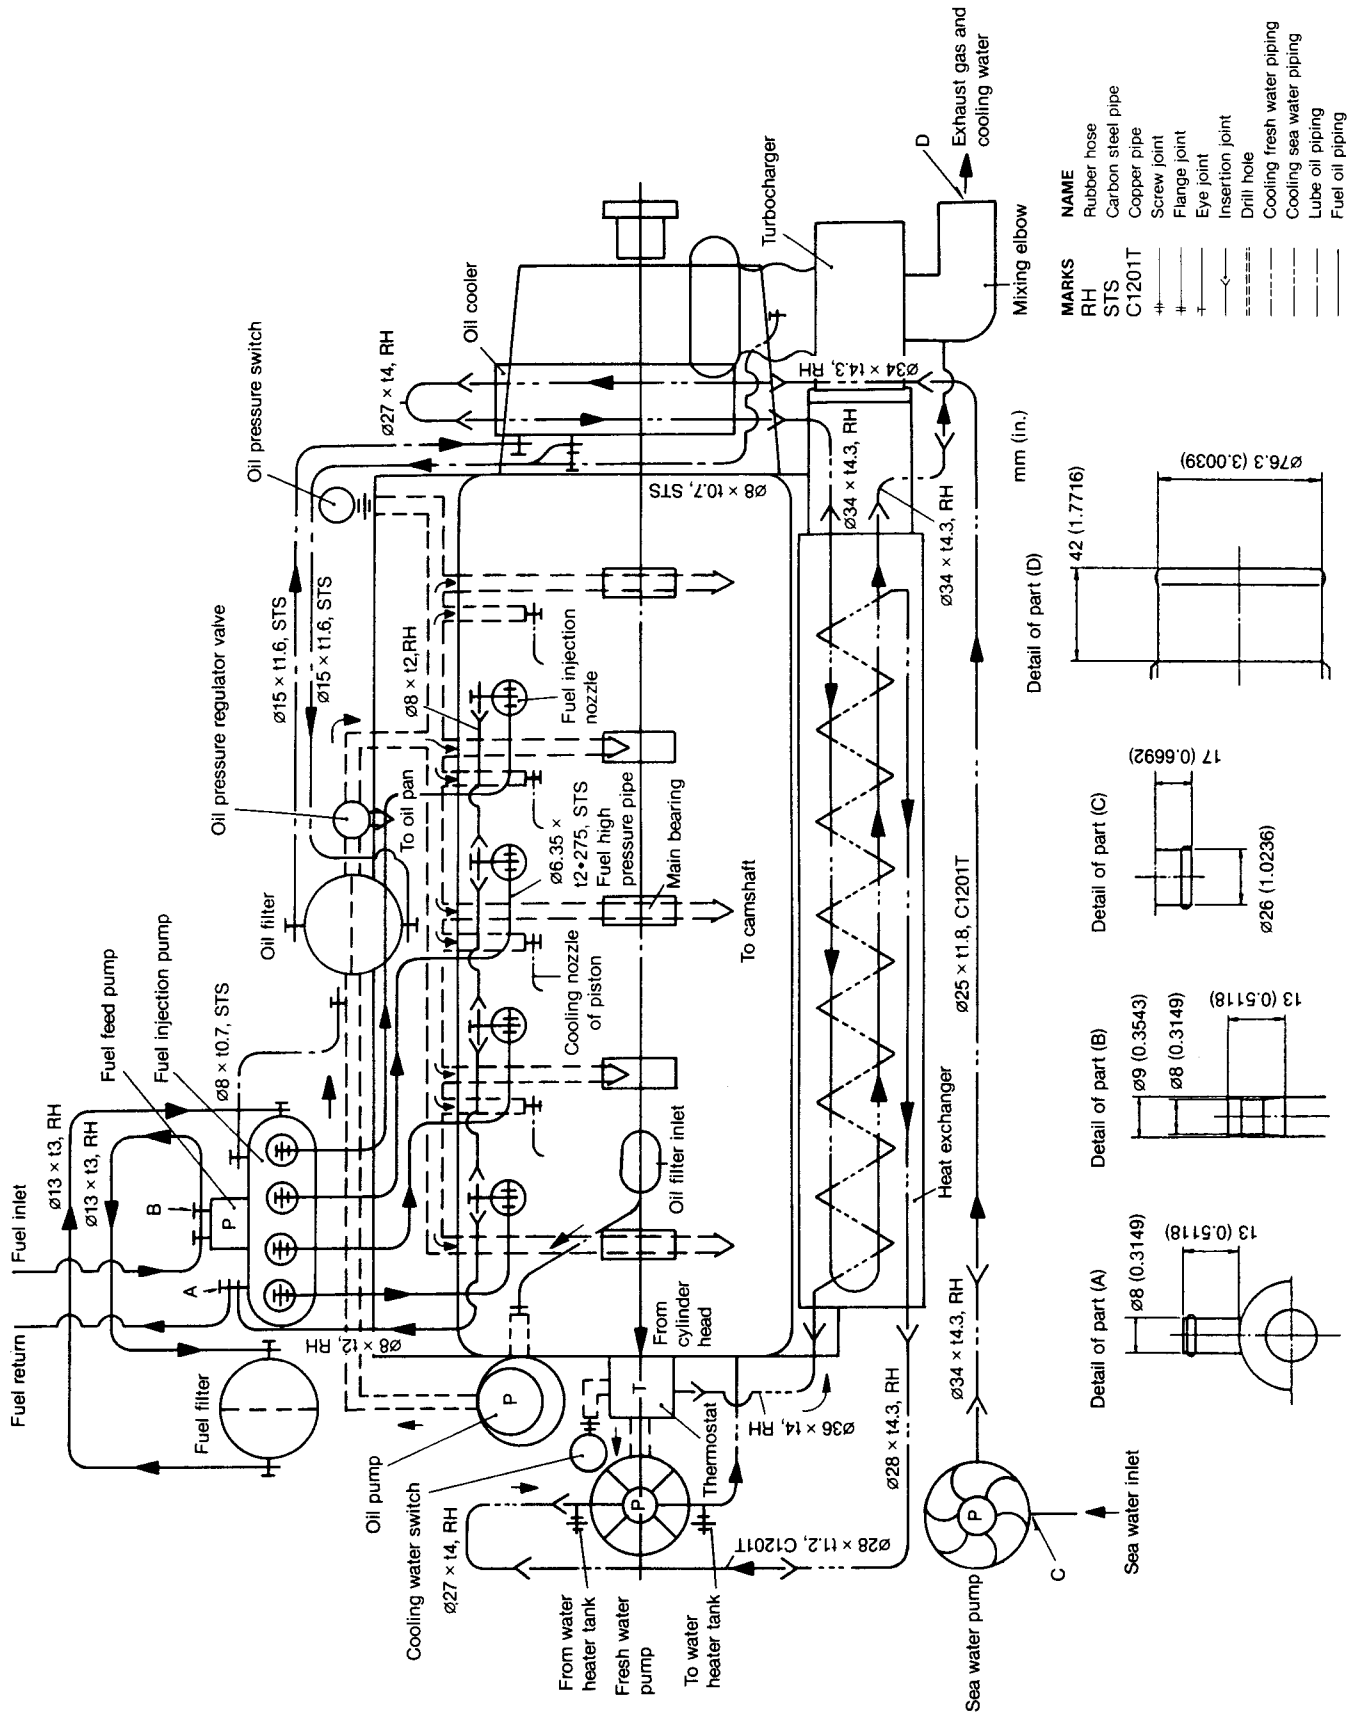 Fuel inlet
Fuel return
Ø13 × t3, RH
Ø13 × t3, RH
B
A
P
Fuel feed pump
Fuel injection pump
Ø8 × t0.7, STS
Fuel filter
Ø8 × t2, RH
Oil filter
Oil pressure regulator valve
To oil pan
Ø15 × t1.6, STS
Ø15 × t1.6, STS
Oil pressure switch
Ø27 × t4, RH
Oil cooler
Turbocharger
Ø8 × t2,RH
Fuel injection
nozzle
Ø6.35 ×
t2•275, STS
Fuel high
pressure pipe
Main bearing
Cooling nozzle
of piston
Oil filter inlet
To camshaft
Ø8 × t0.7, STS
From
cylinder
head
P
Oil pump
Cooling water switch
Ø27 × t4, RH
T
Thermostat
P
From water
heater tank
Fresh water
pump
To water
heater tank
Ø28 × t1.2, C1201T
Ø36 × t4, RH
Ø28 × t4.3, RH
Heat exchanger
Ø34 × t4.3, RH
Ø34 × t4.3, RH
Ø34 × t4.3, RH
Ø25 × t1.8, C1201T
Ø34 × t4.3, RH
P
Sea water pump
C
Sea water inlet
D
Exhaust gas and
cooling water
Mixing elbow
mm (in.)
MARKS NAME
RH Rubber hose
STS Carbon steel pipe
C1201T Copper pipe
Screw joint
Flange joint
Eye joint
Insertion joint
Drill hole
Cooling fresh water piping
Cooling sea water piping
Lube oil piping
Fuel oil piping
Detail of part (A)
Ø8 (0.3149)
13 (0.5118)
Detail of part (B)
Ø9 (0.3543)
Ø8 (0.3149)
13 (0.5118)
Detail of part (C)
17 (0.6692)
Ø26 (1.0236)
Detail of part (D)
42 (1.7716)
Ø76.3 (3.0039)